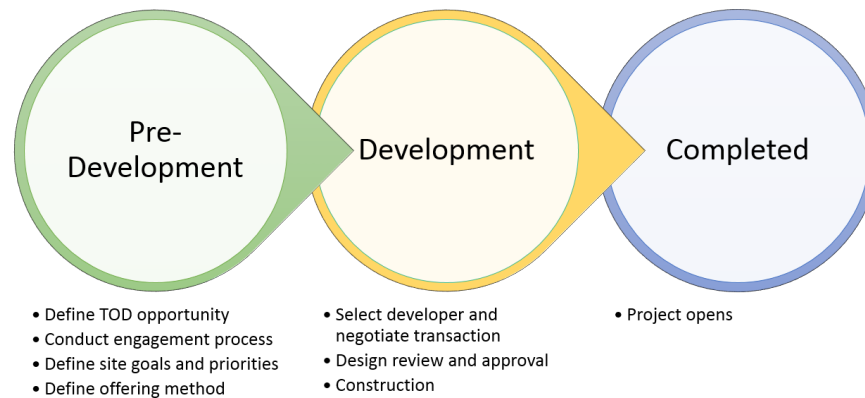 Pre-
Development
Development
Completed
• Define TOD opportunity
• Conduct engagement process
• Define site goals and priorities
• Define offering method
• Select developer and
negotiate transaction
• Design review and approval
• Construction
• Project opens